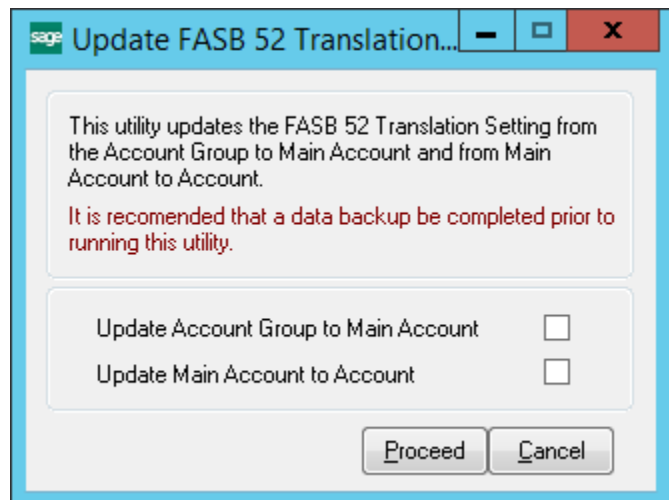 sage Update FASB 52 Translation...
This utility updates the FASB 52 Translation Setting from
the Account Group to Main Account and from Main
Account to Account.
It is recomended that a data backup be completed prior to
running this utility.
Update Account Group to Main Account
Update Main Account to Account
Proceed Cancel